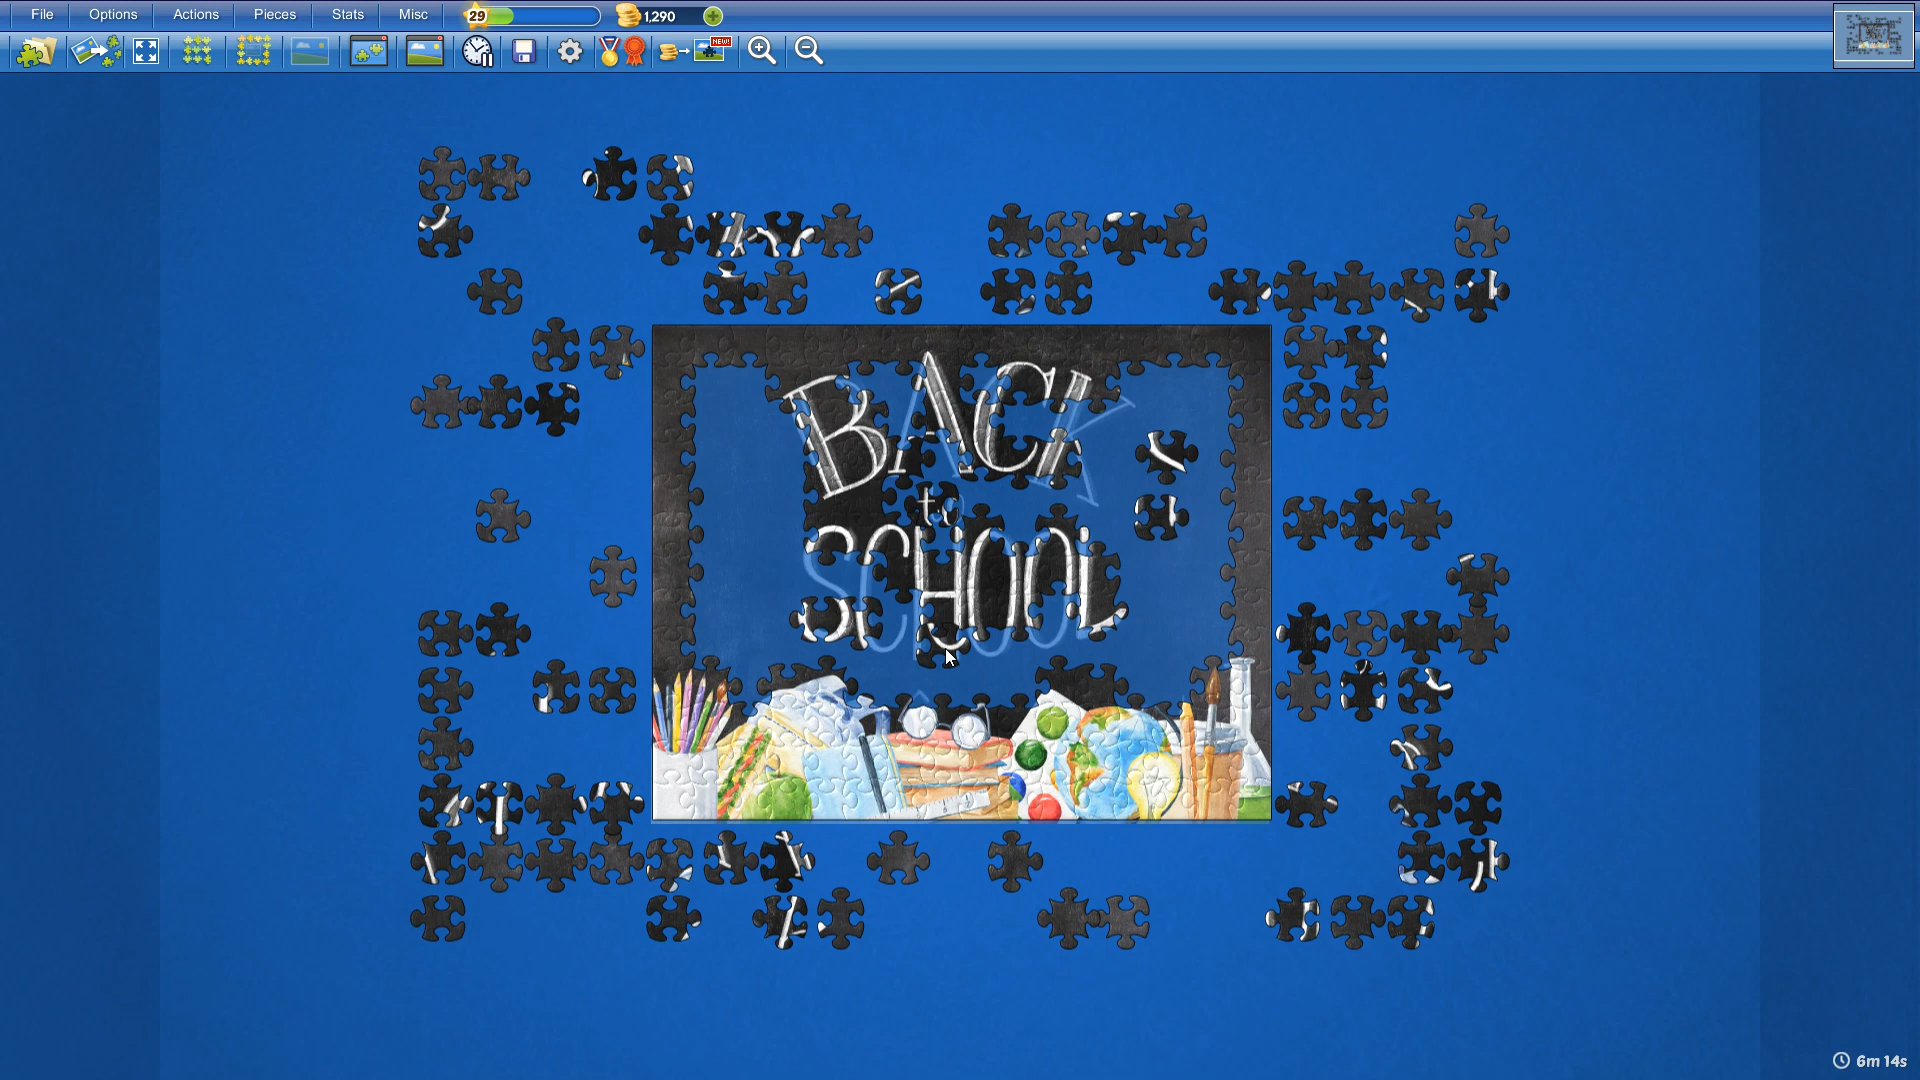 File Options Actions Pieces Stats Misc 29 1,290
NEW!
BACK
to
SCHOOL
6m 14s